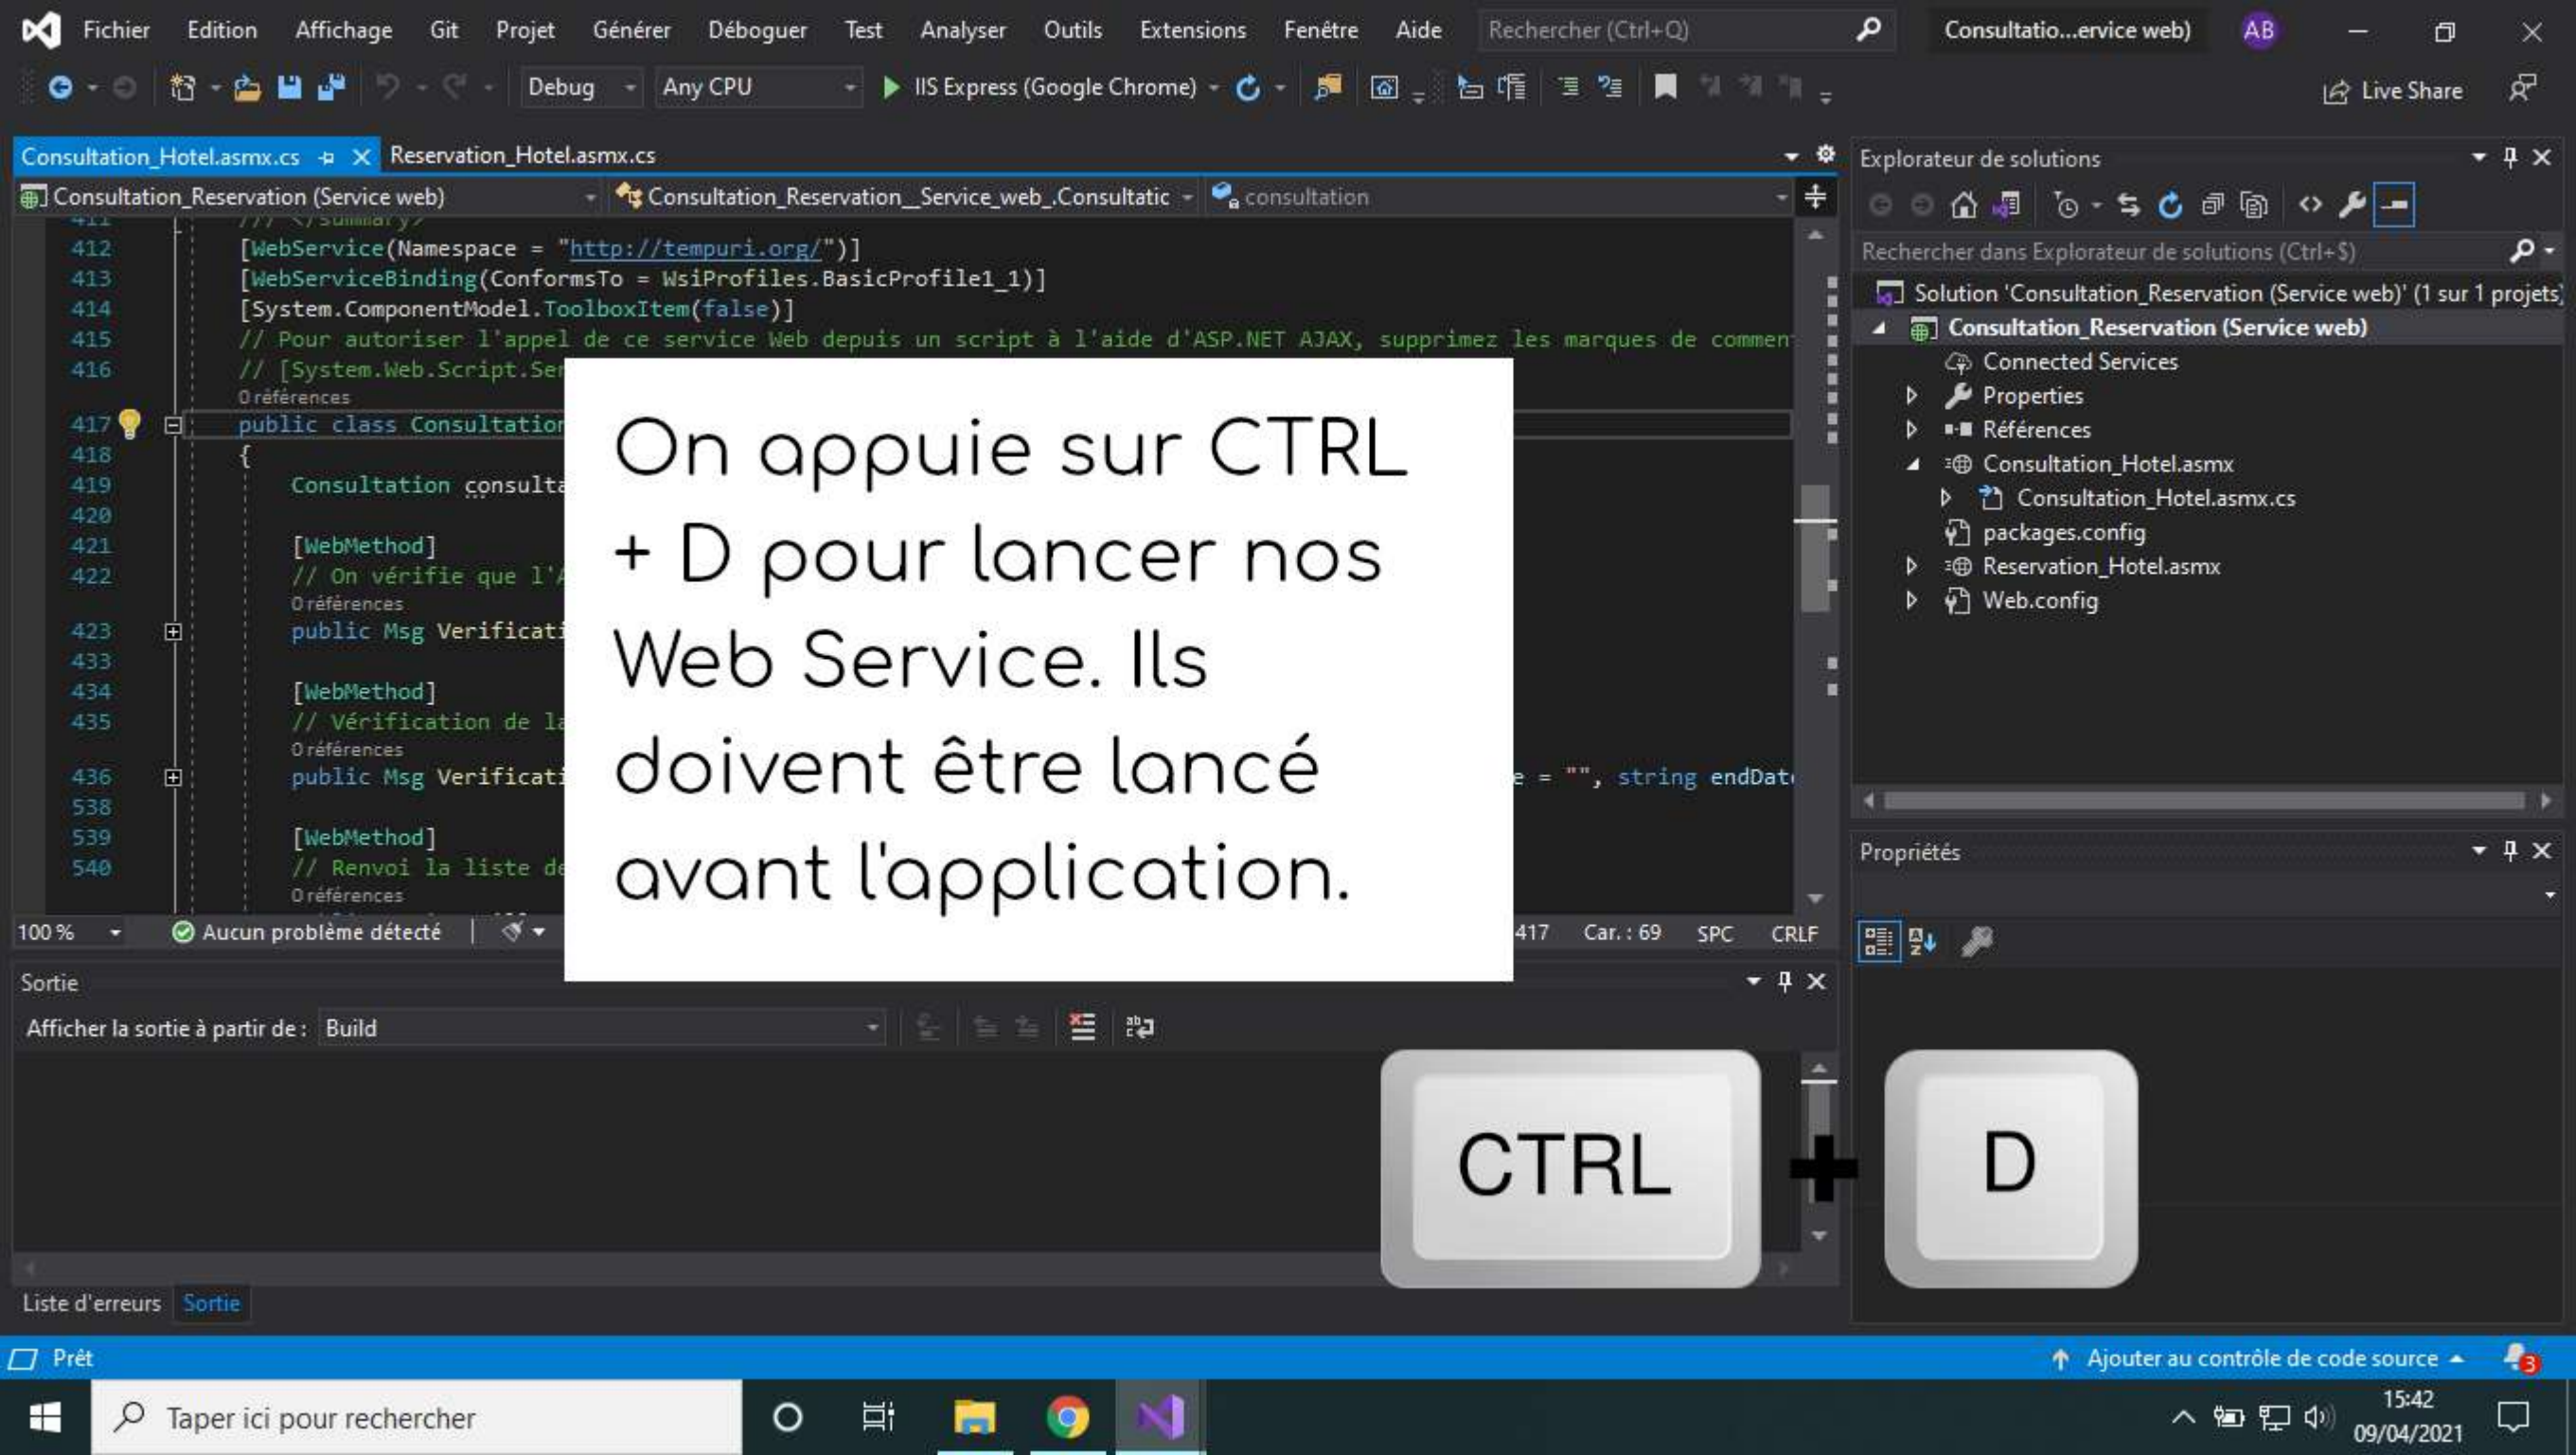 Fichier Edition Affichage Git Projet Générer Déboguer Test Analyser Outils Extensions Fenêtre Aide Rechercher (Ctrl+Q) Consultatio...ervice web) AB
Debug Any CPU IIS Express (Google Chrome) Live Share
Consultation_Hotel.asmx.cs Reservation_Hotel.asmx.cs
Consultation_Reservation (Service web) Consultation_Reservation__Service_web_.Consultatic consultation
411 /// </summary>
412 [WebService(Namespace = "http://tempuri.org/")]
413 [WebServiceBinding(ConformsTo = WsiProfiles.BasicProfile1_1)]
414 [System.ComponentModel.ToolboxItem(false)]
415 // Pour autoriser l'appel de ce service Web depuis un script à l'aide d'ASP.NET AJAX, supprimez les marques de commen
416 // [System.Web.Script.Ser
0 références
417 public class Consultation
418 {
419 Consultation consulta
420
421 [WebMethod]
422 // On vérifie que l'A
0 références
423 public Msg Verificati
433
434 [WebMethod]
435 // Vérification de la
0 références
436 public Msg Verificati e = "", string endDat
538
539 [WebMethod]
540 // Renvoi la liste de
0 références
On appuie sur CTRL
+ D pour lancer nos
Web Service. Ils
doivent être lancé
avant l'application.
100 % Aucun problème détecté 417 Car. : 69 SPC CRLF
Sortie
Afficher la sortie à partir de : Build
CTRL + D
Liste d'erreurs Sortie
Explorateur de solutions
Rechercher dans Explorateur de solutions (Ctrl+$)
Solution 'Consultation_Reservation (Service web)' (1 sur 1 projets)
Consultation_Reservation (Service web)
Connected Services
Properties
Références
Consultation_Hotel.asmx
Consultation_Hotel.asmx.cs
packages.config
Reservation_Hotel.asmx
Web.config
Propriétés
Prêt Ajouter au contrôle de code source 3
Taper ici pour rechercher
15:42
09/04/2021